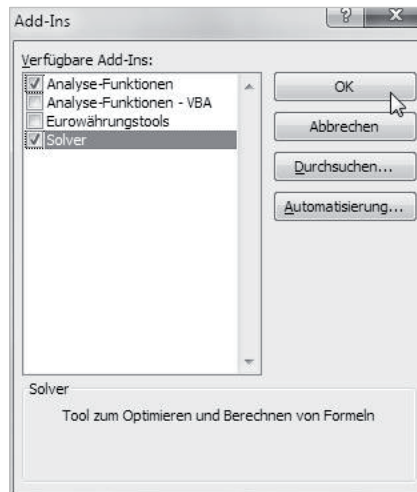 Add-Ins
Verfügbare Add-Ins:
Analyse-Funktionen
Analyse-Funktionen - VBA
Eurowährungstools
Solver
OK
Abbrechen
Durchsuchen...
Automatisierung...
Solver
Tool zum Optimieren und Berechnen von Formeln